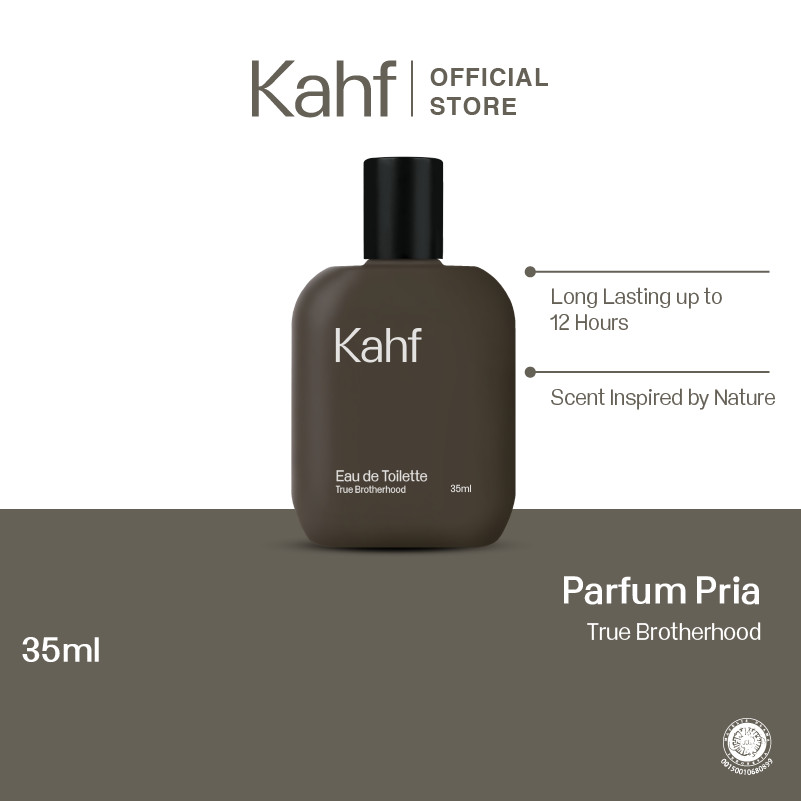 Kahf
OFFICIAL
STORE
Long Lasting up to
12 Hours
Scent Inspired by Nature
Kahf
Eau de Toilette
True Brotherhood
35ml
Parfum Pria
True Brotherhood
35ml